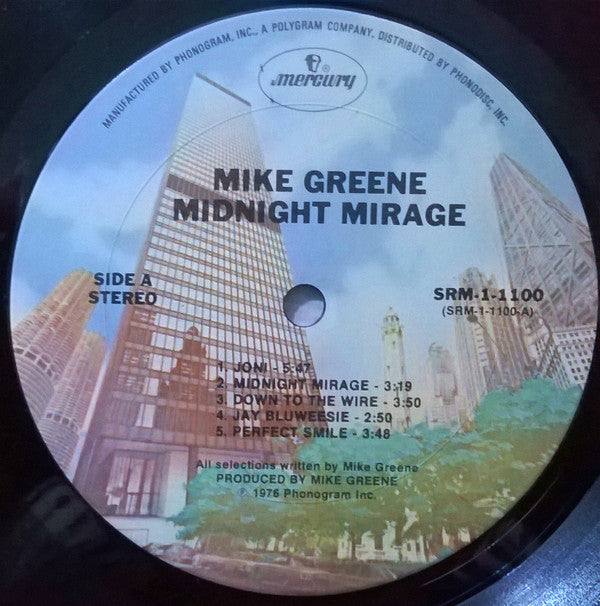 MANUFACTURED BY PHONOGRAM, INC., A POLYGRAM COMPANY. DISTRIBUTED BY PHONODISC, INC.
mercury®
MIKE GREENE
MIDNIGHT MIRAGE
SIDE A
STEREO
SRM-1-1100
(SRM-1-1100-A)
1. JONI - 5:47
2. MIDNIGHT MIRAGE - 3:19
3. DOWN TO THE WIRE - 3:50
4. JAY BLUWEESIE - 2:50
5. PERFECT SMILE - 3:48
All selections written by Mike Greene
PRODUCED BY MIKE GREENE
℗ 1976 Phonogram Inc.